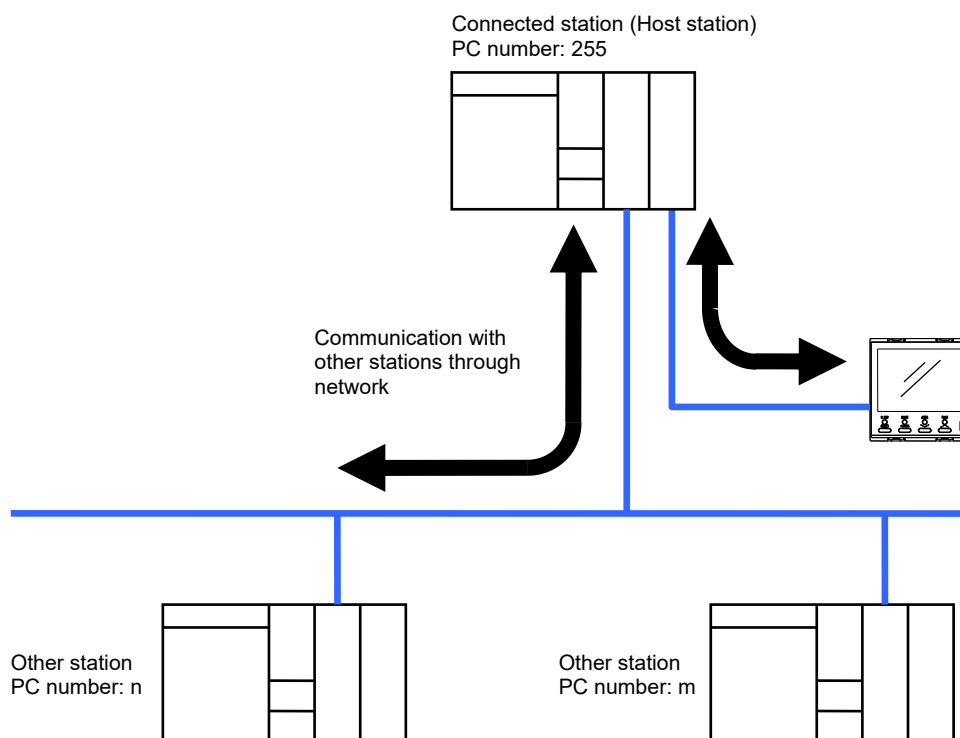 Connected station (Host station)
PC number: 255
Communication with
other stations through
network
Other station
PC number: n
Other station
PC number: m